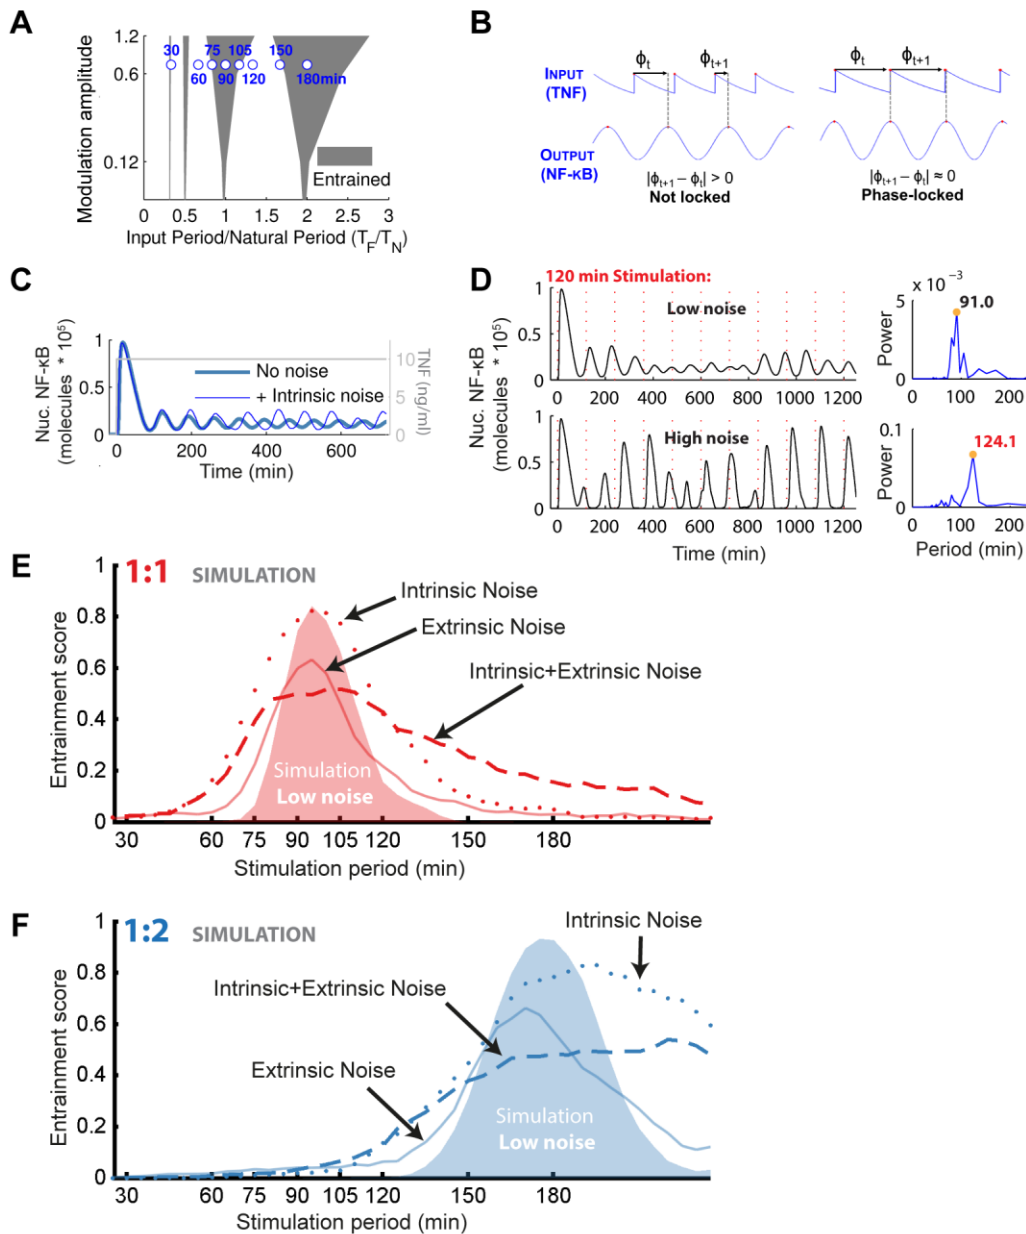 A
Modulation amplitude
1.2
0.6
0.12
30
75
105
150
60
90
120
180min
Entrained
0
0.5
1
1.5
2
2.5
3
Input Period/Natural Period (T_F/T_N)
B
INPUT
(TNF)
ϕt
ϕt+1
ϕt
ϕt+1
OUTPUT
(NF-κB)
|ϕt+1 − ϕt| > 0
Not locked
|ϕt+1 − ϕt| ≈ 0
Phase-locked
C
Nuc. NF-κB
(molecules * 10⁵)
1
0.5
0
No noise
+ Intrinsic noise
10
5
0
TNF (ng/ml)
0
200
400
600
Time (min)
D
120 min Stimulation:
Nuc. NF-κB
(molecules * 10⁵)
1
0.5
0
Low noise
x 10⁻³
5
0
Power
91.0
1
0.5
0
High noise
0
200
400
600
800
1000
1200
Time (min)
0.1
0
Power
124.1
0
100
200
Period (min)
E
1:1 SIMULATION
Entrainment score
1
0.8
0.6
0.4
0.2
0
Intrinsic Noise
Extrinsic Noise
Intrinsic+Extrinsic Noise
Simulation
Low noise
30
60
75
90
105
120
150
180
Stimulation period (min)
F
1:2 SIMULATION
Entrainment score
1
0.8
0.6
0.4
0.2
0
Intrinsic Noise
Intrinsic+Extrinsic Noise
Extrinsic Noise
Simulation
Low noise
30
60
75
90
105
120
150
180
Stimulation period (min)